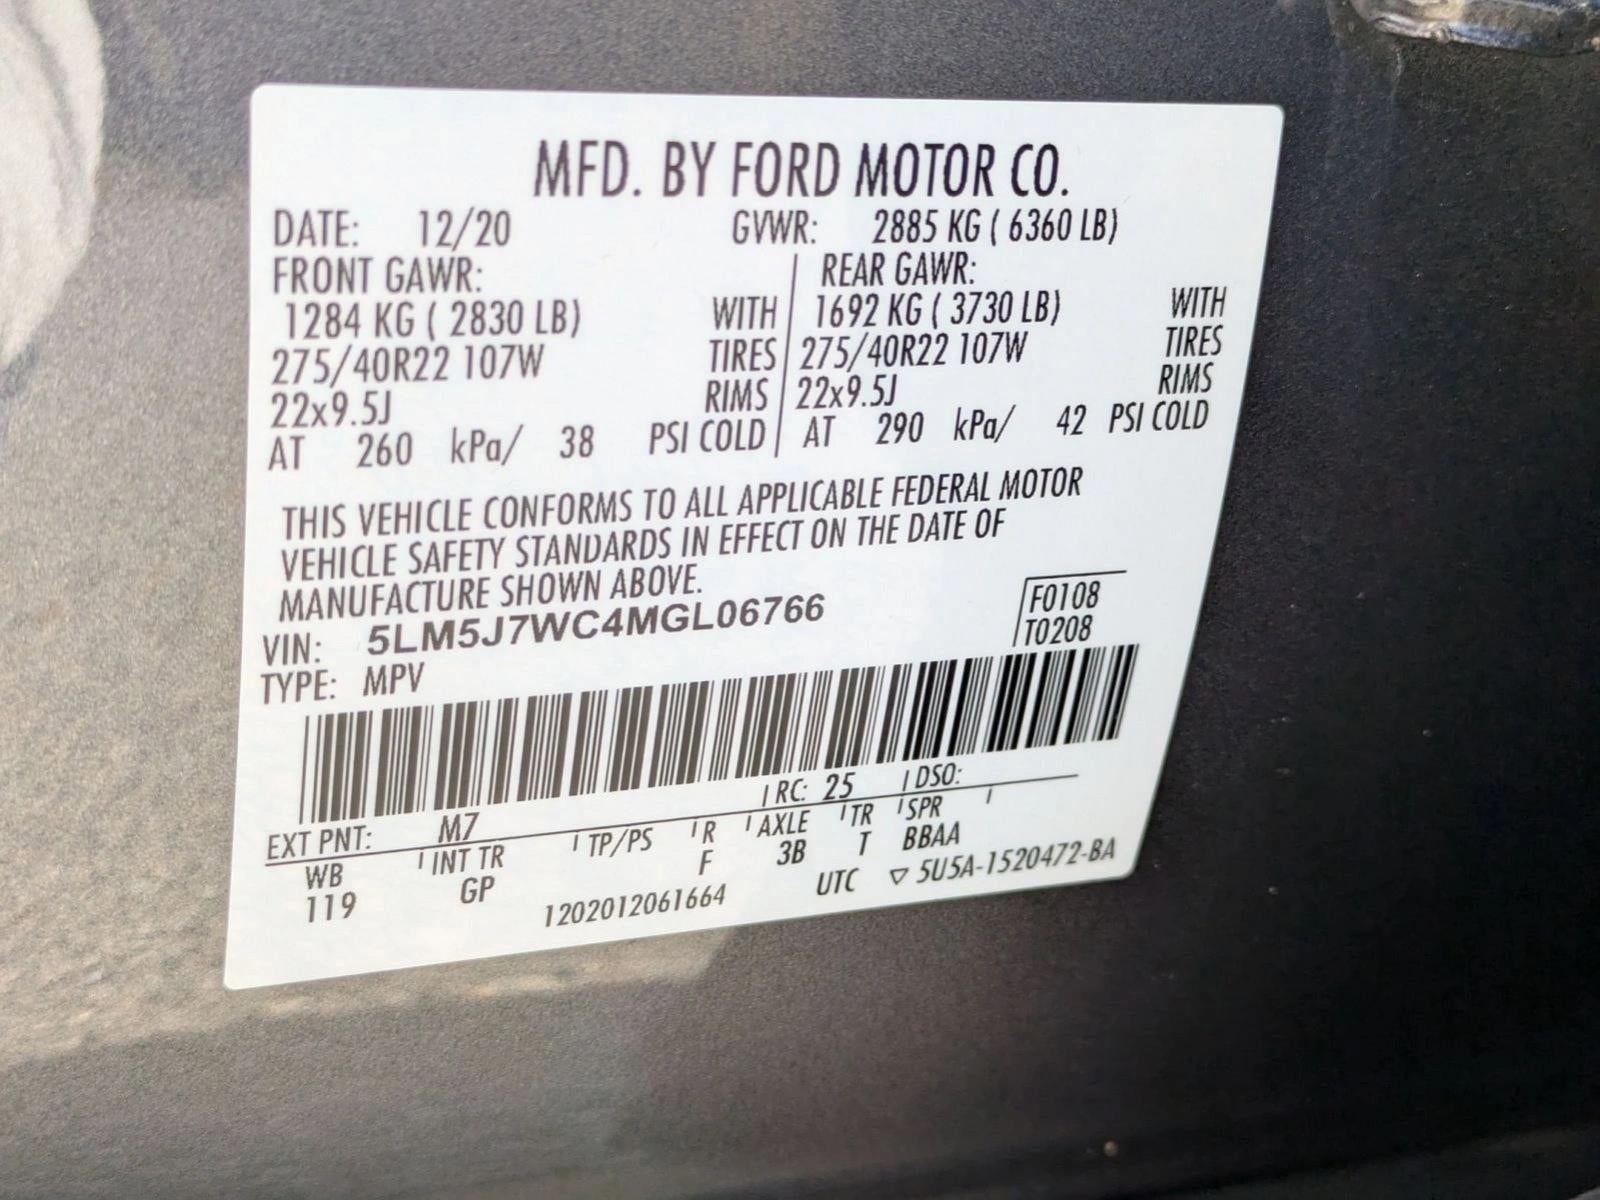 MFD. BY FORD MOTOR CO.
DATE: 12/20 GVWR: 2885 KG ( 6360 LB)
FRONT GAWR: REAR GAWR:
1284 KG ( 2830 LB) WITH 1692 KG ( 3730 LB) WITH
275/40R22 107W TIRES 275/40R22 107W TIRES
22x9.5J RIMS 22x9.5J RIMS
AT 260 kPa/ 38 PSI COLD AT 290 kPa/ 42 PSI COLD
THIS VEHICLE CONFORMS TO ALL APPLICABLE FEDERAL MOTOR
VEHICLE SAFETY STANDARDS IN EFFECT ON THE DATE OF
MANUFACTURE SHOWN ABOVE.
VIN: 5LM5J7WC4MGL06766 F0108
TYPE: MPV T0208
EXT PNT: M7 RC: 25 DSO:
WB INT TR TP/PS R AXLE TR SPR
119 GP F 3B T BBAA
1202012061664 UTC ▽ 5U5A-1520472-BA